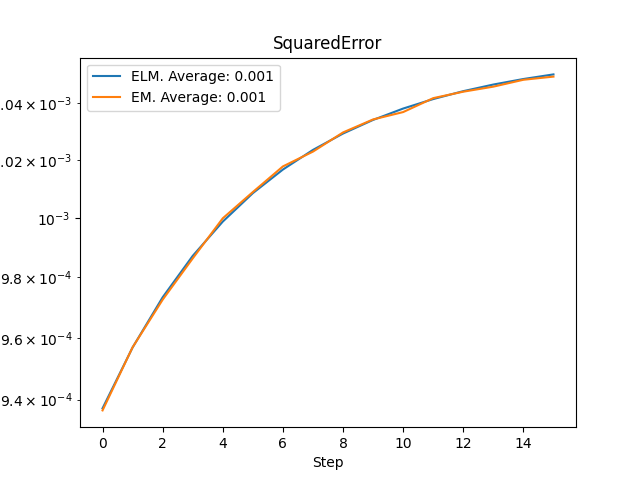 SquaredError
ELM. Average: 0.001
EM. Average: 0.001
.04 × 10⁻³
.02 × 10⁻³
10⁻³
9.8 × 10⁻⁴
9.6 × 10⁻⁴
9.4 × 10⁻⁴
0 2 4 6 8 10 12 14
Step